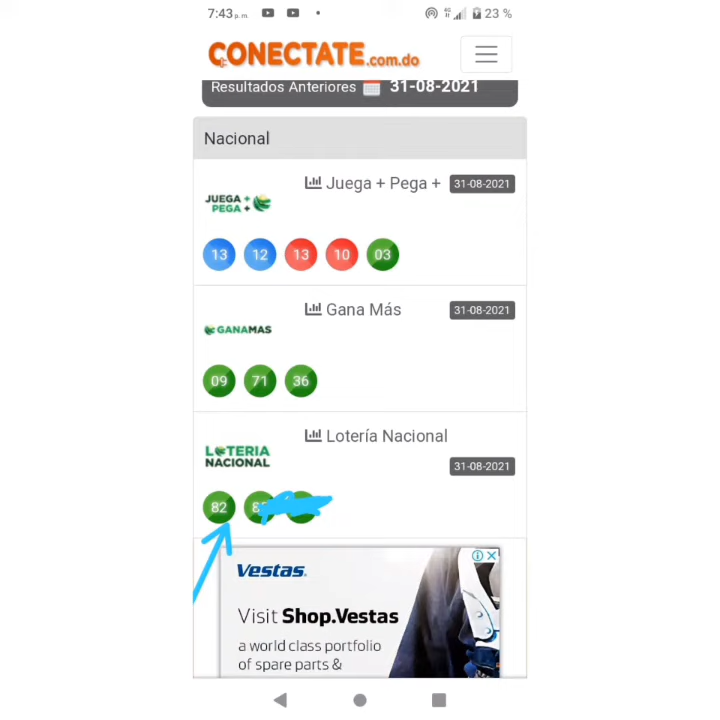 7:43 p. m. 4G 23 %
CONECTATE.com.do
Resultados Anteriores 31-08-2021
Nacional
Juega + Pega + 31-08-2021
JUEGA +
PEGA +
13 12 13 10 03
Gana Más 31-08-2021
GANAMAS
09 71 36
Lotería Nacional
LOTERIA
NACIONAL
31-08-2021
82
Vestas.
Visit Shop.Vestas
a world class portfolio
of spare parts &